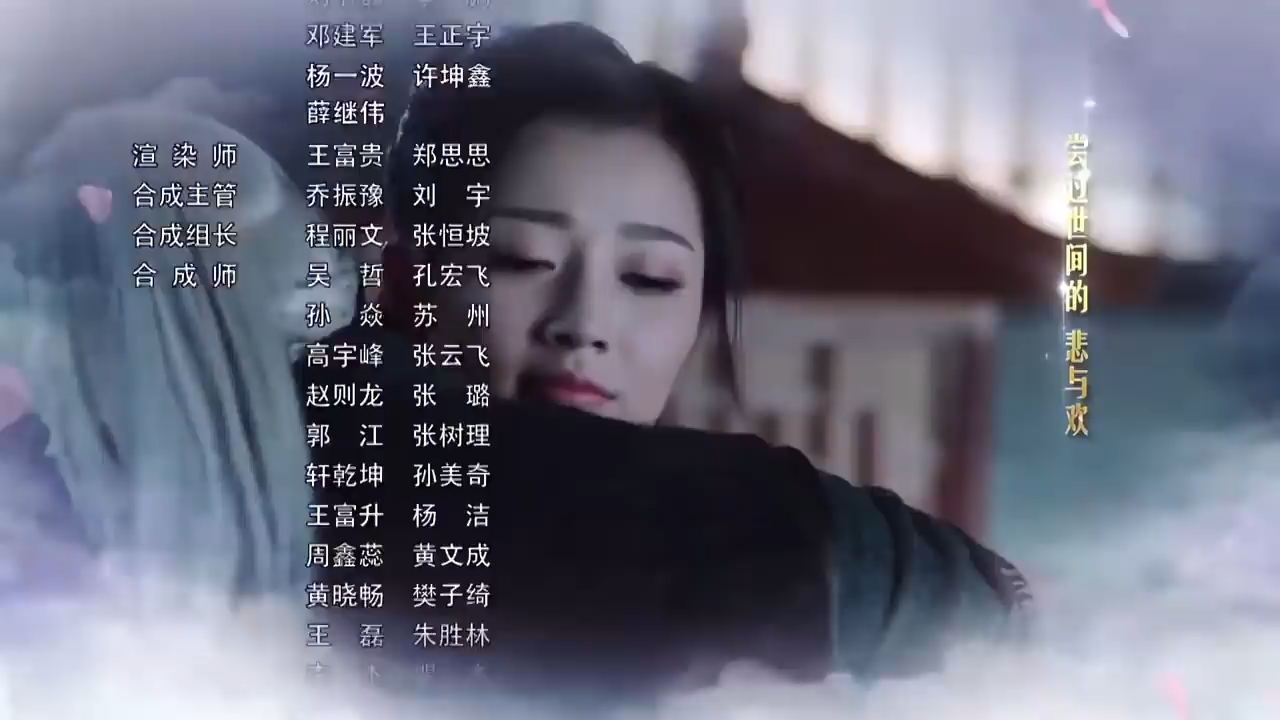 邓建军 王正宇
杨一波 许坤鑫
薛继伟
渲染师 王富贵 郑思思
合成主管 乔振豫 刘宇
合成组长 程丽文 张恒坡
合成师 吴哲 孔宏飞
孙焱 苏州
高宇峰 张云飞
赵则龙 张璐
郭江 张树理
轩乾坤 孙美奇
王富升 杨洁
周鑫蕊 黄文成
黄晓畅 樊子绮
王磊 朱胜林
尝过世间的 悲与欢